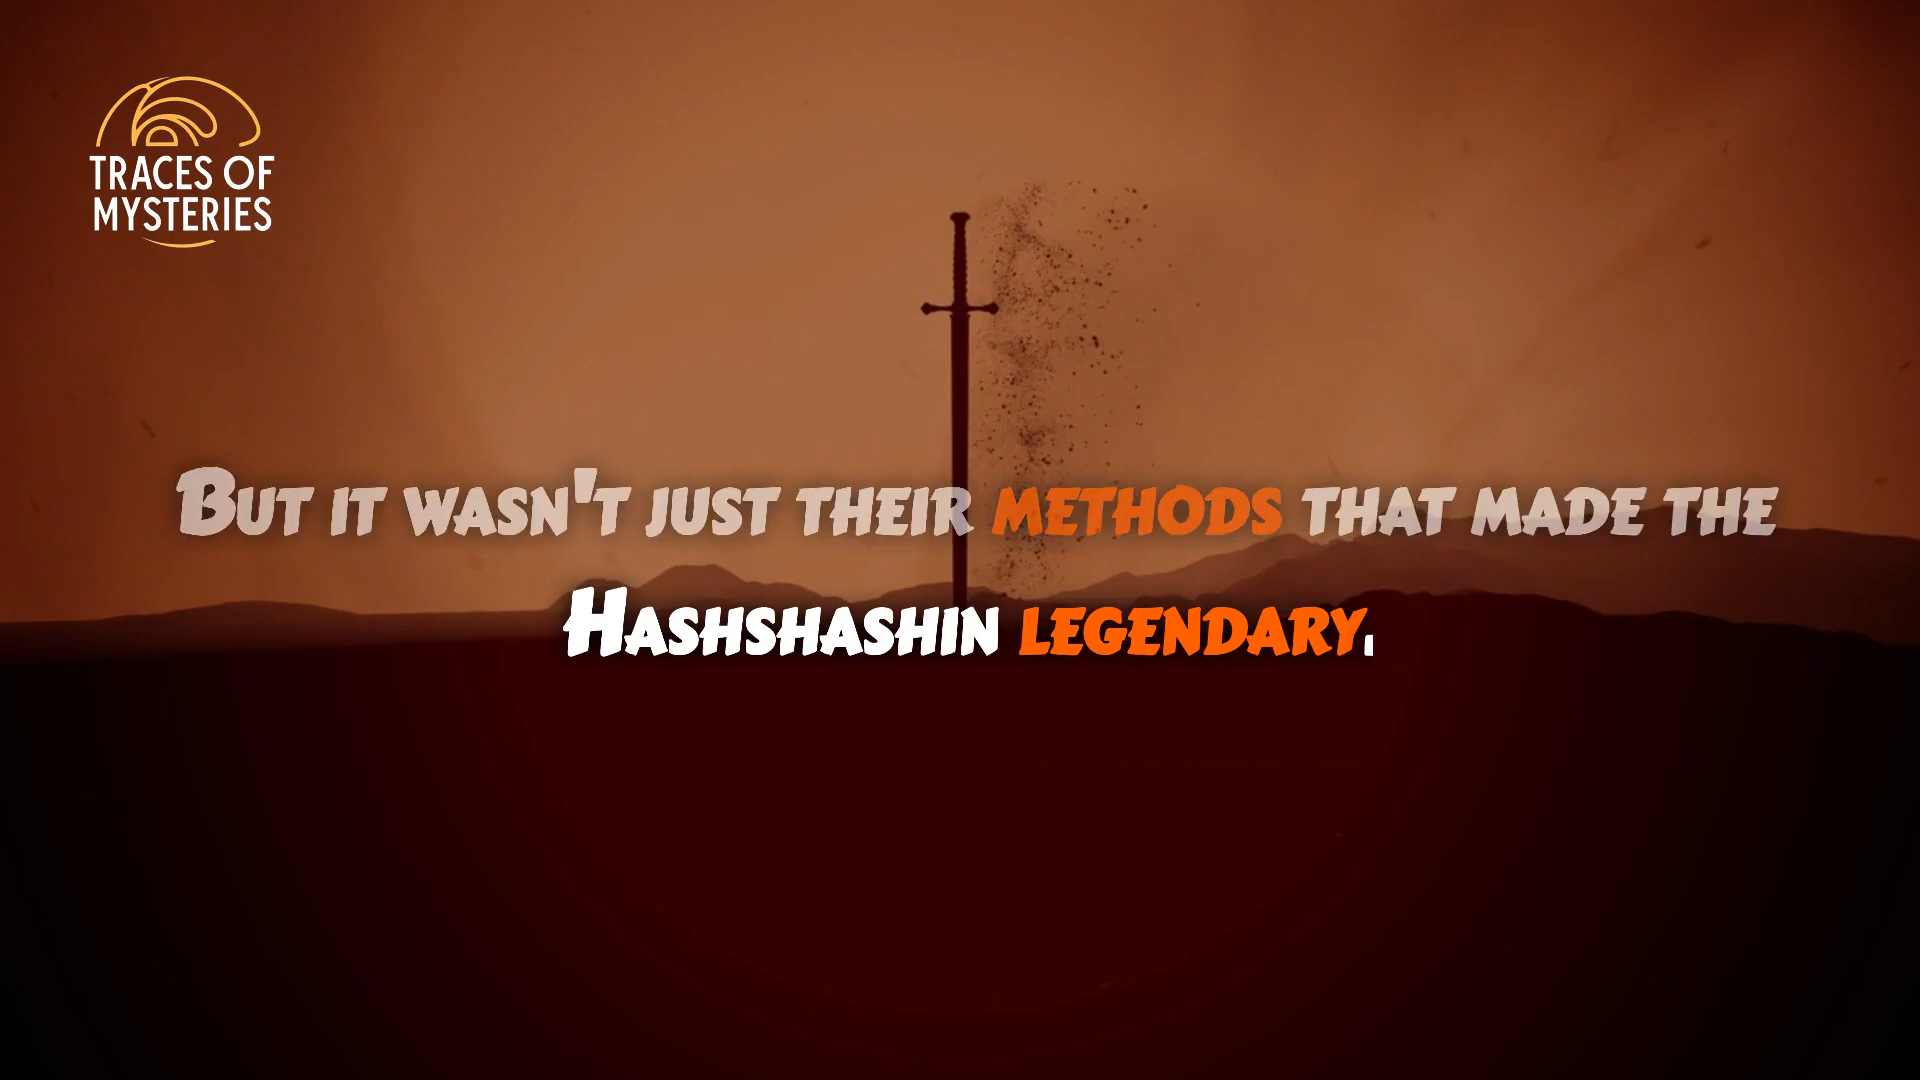 TRACES OF
MYSTERIES
But it wasn't just their methods that made the
Hashshashin legendary.